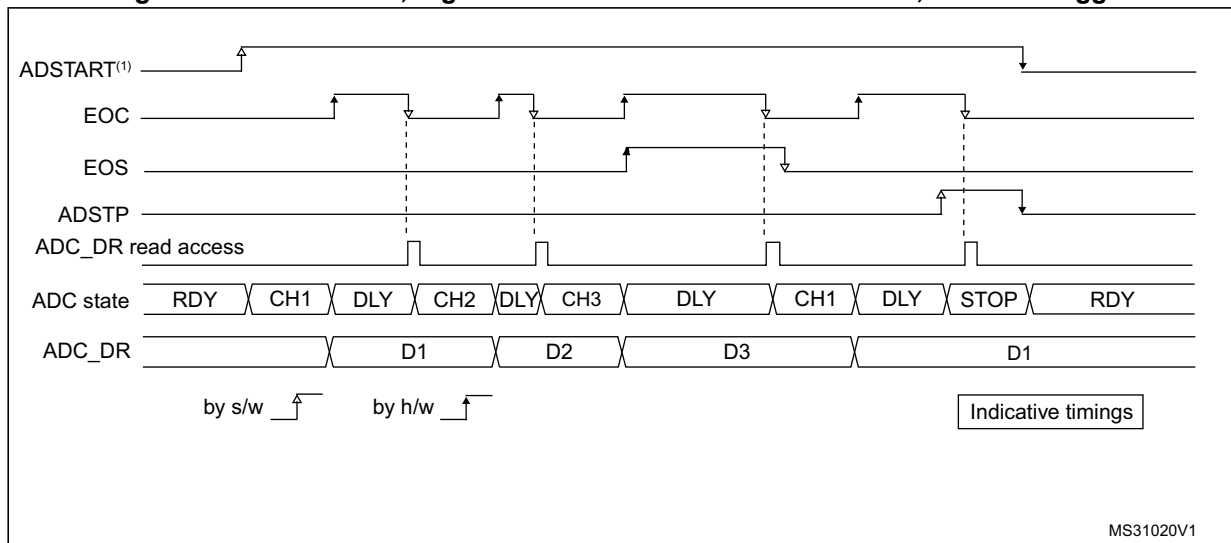 ADSTART(1)
EOC
EOS
ADSTP
ADC_DR read access
ADC state RDY CH1 DLY CH2 DLY CH3 DLY CH1 DLY STOP RDY
ADC_DR D1 D2 D3 D1
by s/w by h/w Indicative timings
MS31020V1